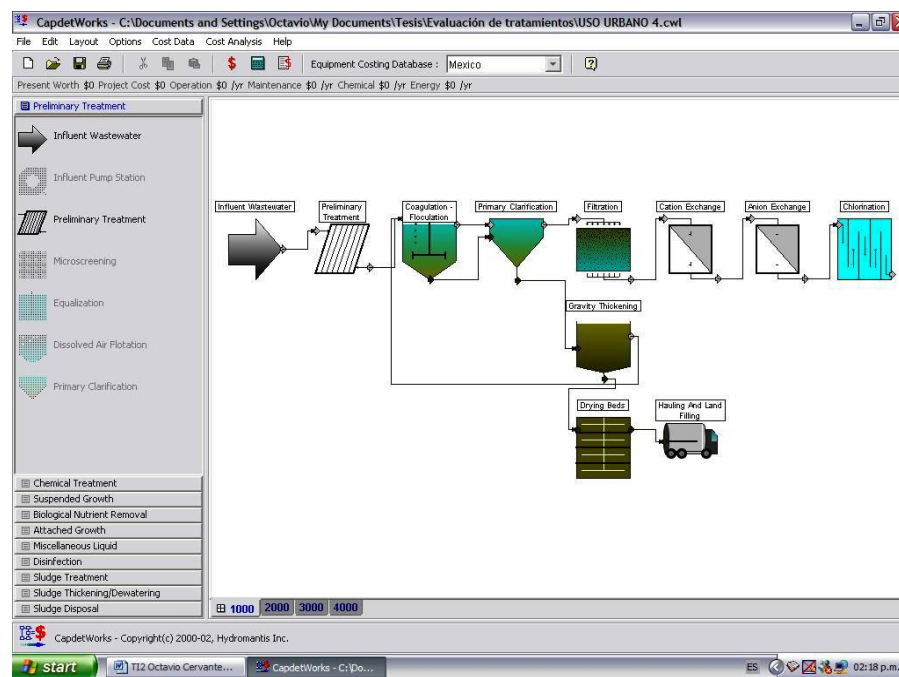 CapdetWorks - C:\Documents and Settings\Octavio\My Documents\Tesis\Evaluación de tratamientos\USO URBANO 4.cwl
File Edit Layout Options Cost Data Cost Analysis Help
Equipment Costing Database : Mexico
Present Worth $0 Project Cost $0 Operation $0 /yr Maintenance $0 /yr Chemical $0 /yr Energy $0 /yr
Preliminary Treatment
Influent Wastewater
Influent Pump Station
Preliminary Treatment
Microscreening
Equalization
Dissolved Air Flotation
Primary Clarification
Chemical Treatment
Suspended Growth
Biological Nutrient Removal
Attached Growth
Miscellaneous Liquid
Disinfection
Sludge Treatment
Sludge Thickening/Dewatering
Sludge Disposal
Influent Wastewater
Preliminary
Treatment
Coagulation -
Floculation
Primary Clarification
Filtration
Cation Exchange
Anion Exchange
Chlorination
Gravity Thickening
Drying Beds
Hauling And Land
Filling
1000 2000 3000 4000
CapdetWorks - Copyright(c) 2000-02, Hydromantis Inc.
start
TI2 Octavio Cervante...
CapdetWorks - C:\Do...
ES
02:18 p.m.